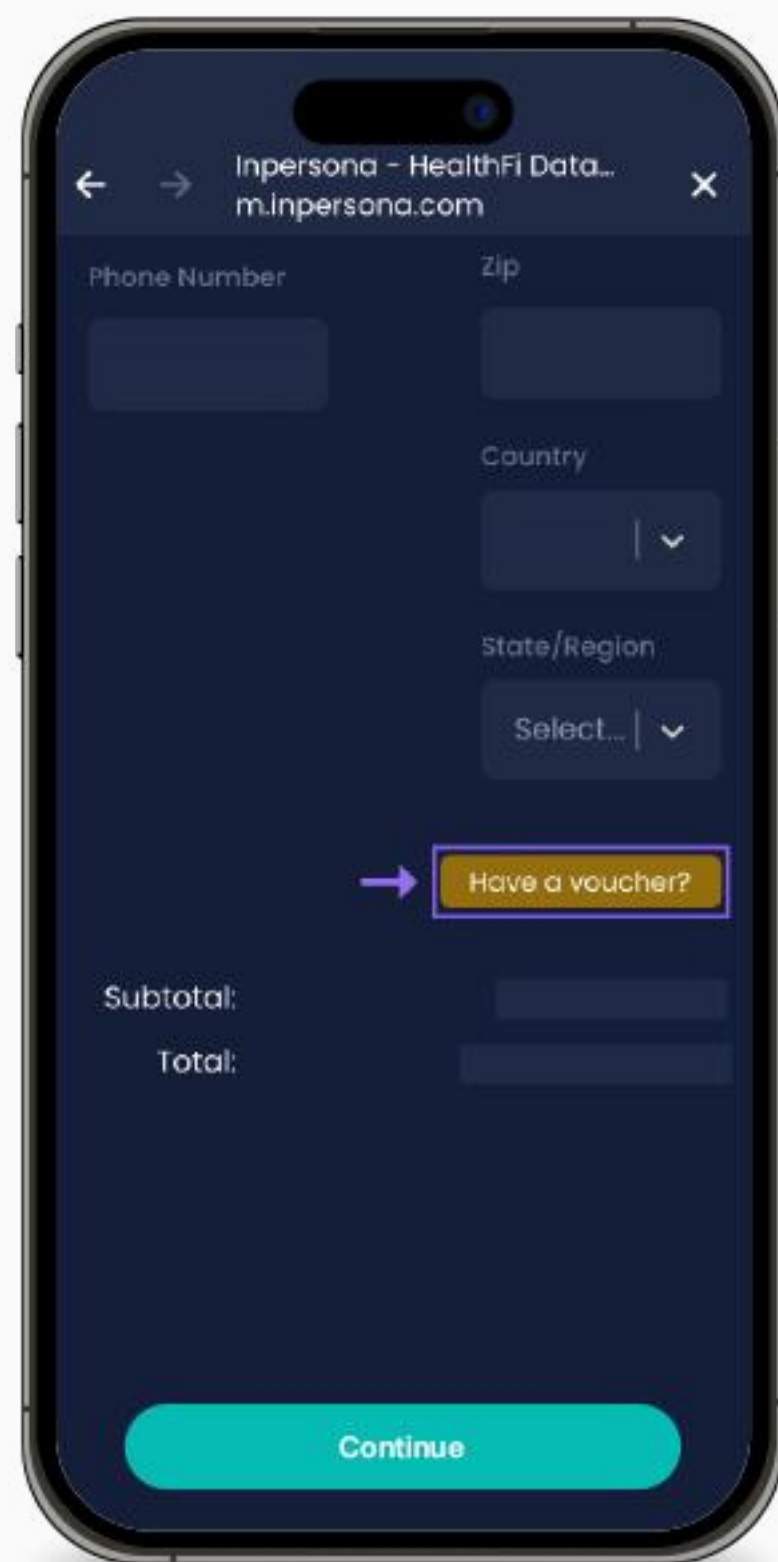 Inpersona - HealthFi Data...
m.inpersona.com
Phone Number
Zip
Country
State/Region
Select...
Have a voucher?
Subtotal:
Total:
Continue